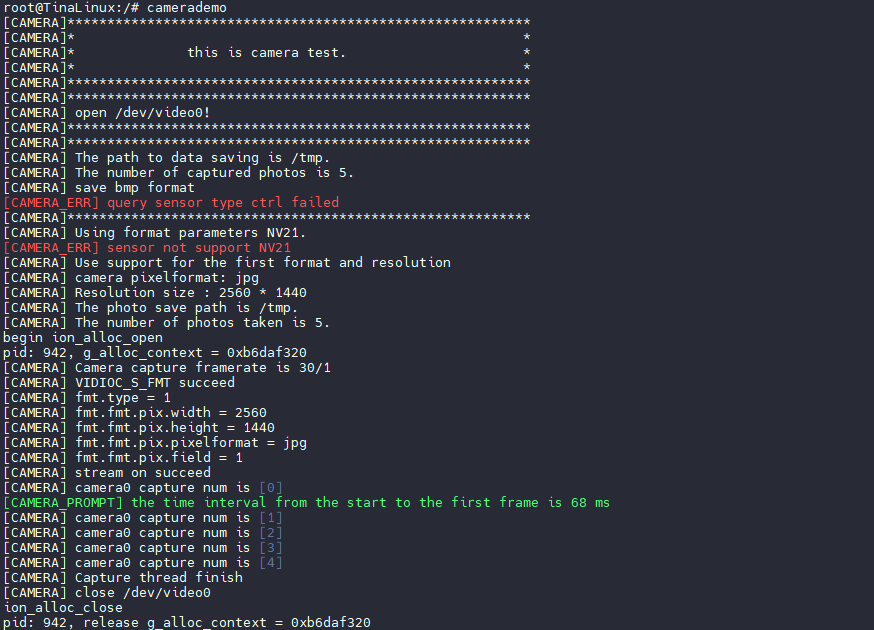 root@TinaLinux:/# camerademo
[CAMERA]**********************************************************
[CAMERA]*                                                        *
[CAMERA]*              this is camera test.                      *
[CAMERA]*                                                        *
[CAMERA]**********************************************************
[CAMERA]**********************************************************
[CAMERA] open /dev/video0!
[CAMERA]**********************************************************
[CAMERA]**********************************************************
[CAMERA] The path to data saving is /tmp.
[CAMERA] The number of captured photos is 5.
[CAMERA] save bmp format
[CAMERA_ERR] query sensor type ctrl failed
[CAMERA]**********************************************************
[CAMERA] Using format parameters NV21.
[CAMERA_ERR] sensor not support NV21
[CAMERA] Use support for the first format and resolution
[CAMERA] camera pixelformat: jpg
[CAMERA] Resolution size : 2560 * 1440
[CAMERA] The photo save path is /tmp.
[CAMERA] The number of photos taken is 5.
begin ion_alloc_open
pid: 942, g_alloc_context = 0xb6daf320
[CAMERA] Camera capture framerate is 30/1
[CAMERA] VIDIOC_S_FMT succeed
[CAMERA] fmt.type = 1
[CAMERA] fmt.fmt.pix.width = 2560
[CAMERA] fmt.fmt.pix.height = 1440
[CAMERA] fmt.fmt.pix.pixelformat = jpg
[CAMERA] fmt.fmt.pix.field = 1
[CAMERA] stream on succeed
[CAMERA] camera0 capture num is [0]
[CAMERA_PROMPT] the time interval from the start to the first frame is 68 ms
[CAMERA] camera0 capture num is [1]
[CAMERA] camera0 capture num is [2]
[CAMERA] camera0 capture num is [3]
[CAMERA] camera0 capture num is [4]
[CAMERA] Capture thread finish
[CAMERA] close /dev/video0
ion_alloc_close
pid: 942, release g_alloc_context = 0xb6daf320